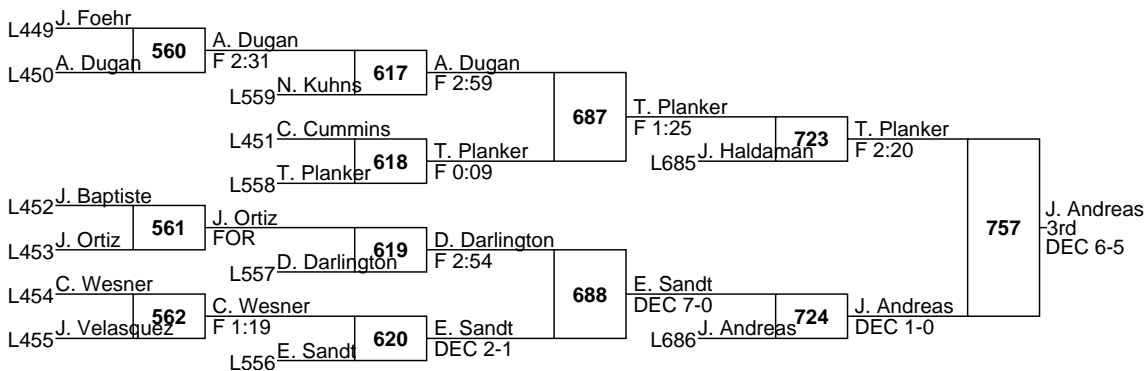 L449 J. Foehr
560
L450 A. Dugan
A. Dugan
F 2:31
617
L559 N. Kuhns
A. Dugan
F 2:59
687
L451 C. Cummins
618
L558 T. Planker
T. Planker
F 0:09
T. Planker
F 1:25
723
L685 J. Haldaman
T. Planker
F 2:20
757
L452 J. Baptiste
561
L453 J. Ortiz
J. Ortiz
FOR
619
L557 D. Darlington
D. Darlington
F 2:54
688
L454 C. Wesner
562
L455 J. Velasquez
C. Wesner
F 1:19
620
L556 E. Sandt
E. Sandt
DEC 2-1
E. Sandt
DEC 7-0
724
L686 J. Andreas
J. Andreas
DEC 1-0
J. Andreas
3rd
DEC 6-5